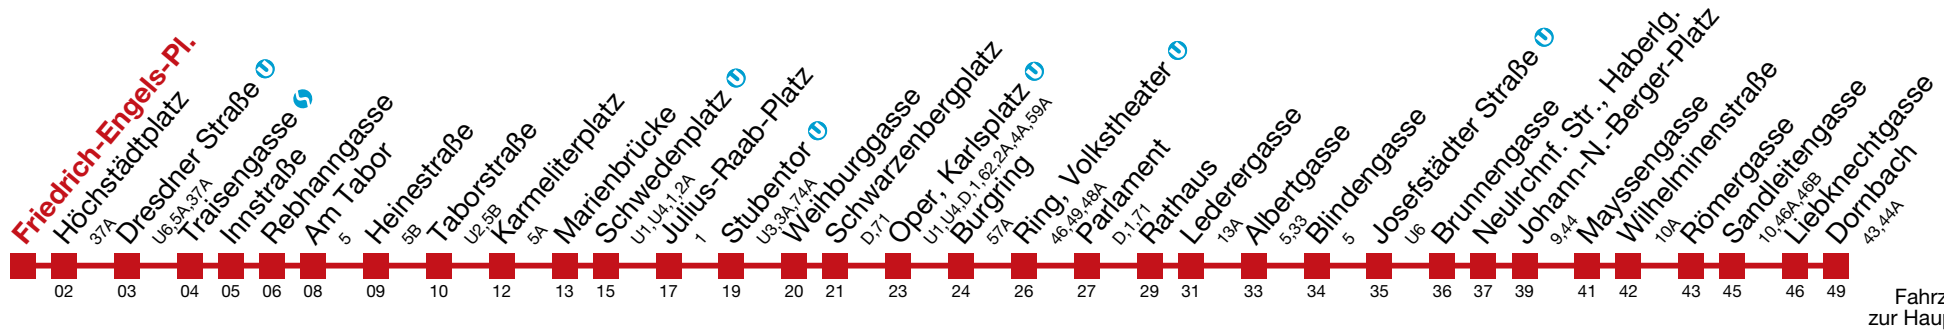 Friedrich-Engels-Pl.
Höchstädtplatz
37A
Dresdner Straße
U6,5A,37A
Traisengasse
Innstraße
Rebhanngasse
Am Tabor
5
Heinestraße
5B
Taborstraße
U2,5B
Karmeliterplatz
5A
Marienbrücke
Schwedenplatz
U1,U4,1,2A
Julius-Raab-Platz
1
Stubentor
U3,3A,74A
Weihburggasse
Schwarzenbergplatz
D,71
Oper, Karlsplatz
U1,U4,D,1,62,2A,4A,59A
Burgring
57A
Ring, Volkstheater
46,49,48A
Parlament
D,1,71
Rathaus
Lederergasse
13A
Albertgasse
5,33
Blindengasse
5
Josefstädter Straße
U6
Brunnengasse
Neulrchnf. Str., Haberlg.
Johann-N.-Berger-Platz
9,44
Mayssengasse
Wilhelminenstraße
10A
Römergasse
Sandleitengasse
10,46A,46B
Liebknechtgasse
Dornbach
43,44A
02 03 04 05 06 08 09 10 12 13 15 17 19 20 21 23 24 26 27 29 31 33 34 35 36 37 39 41 42 43 45 46 49
Fahrz
zur Haup